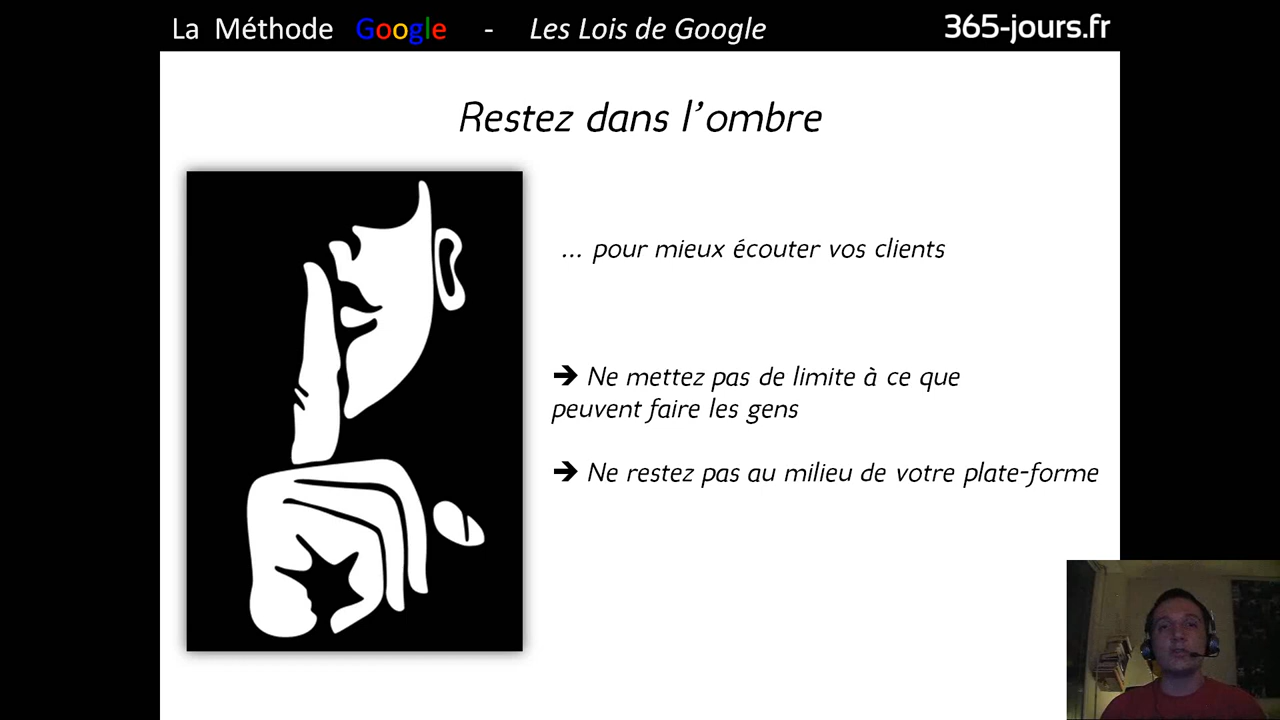 La Méthode Google - Les Lois de Google 365-jours.fr
Restez dans l'ombre
... pour mieux écouter vos clients
➔ Ne mettez pas de limite à ce que
peuvent faire les gens
➔ Ne restez pas au milieu de votre plate-forme